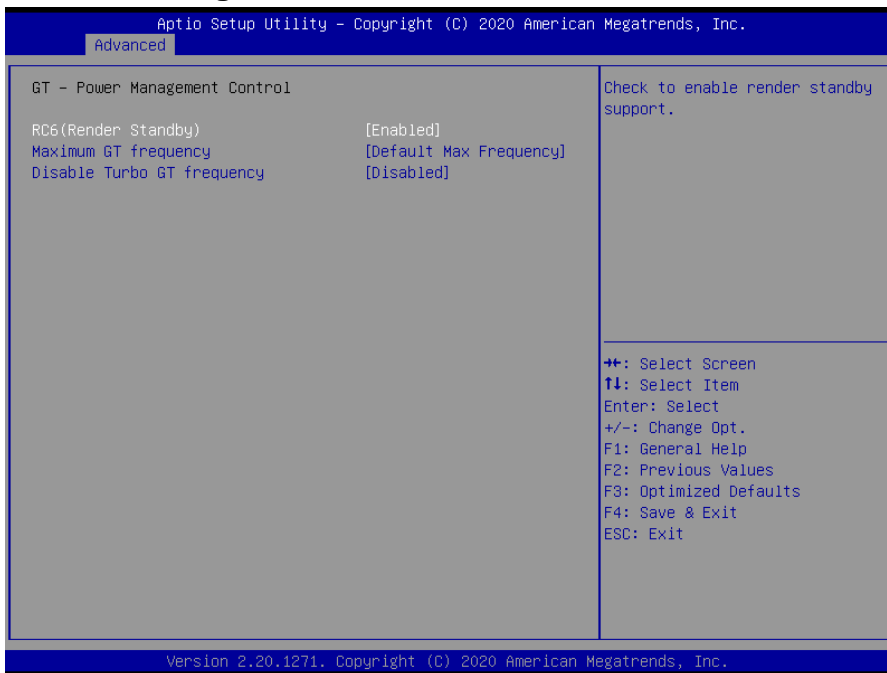 Aptio Setup Utility – Copyright (C) 2020 American Megatrends, Inc.
Advanced
GT – Power Management Control
RC6(Render Standby) [Enabled]
Maximum GT frequency [Default Max Frequency]
Disable Turbo GT frequency [Disabled]
Check to enable render standby
support.
→←: Select Screen
↑↓: Select Item
Enter: Select
+/-: Change Opt.
F1: General Help
F2: Previous Values
F3: Optimized Defaults
F4: Save & Exit
ESC: Exit
Version 2.20.1271. Copyright (C) 2020 American Megatrends, Inc.